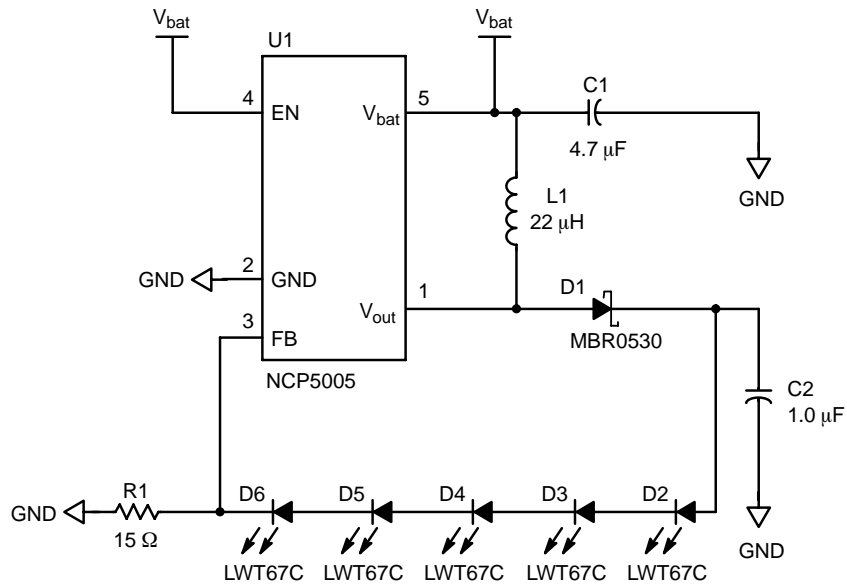 Vbat
U1
Vbat
4
EN
Vbat
5
C1
4.7 μF
GND
L1
22 μH
GND
2
GND
3
FB
Vout
1
D1
MBR0530
NCP5005
C2
1.0 μF
GND
R1
15 Ω
D6
D5
D4
D3
D2
LWT67C
LWT67C
LWT67C
LWT67C
LWT67C
GND